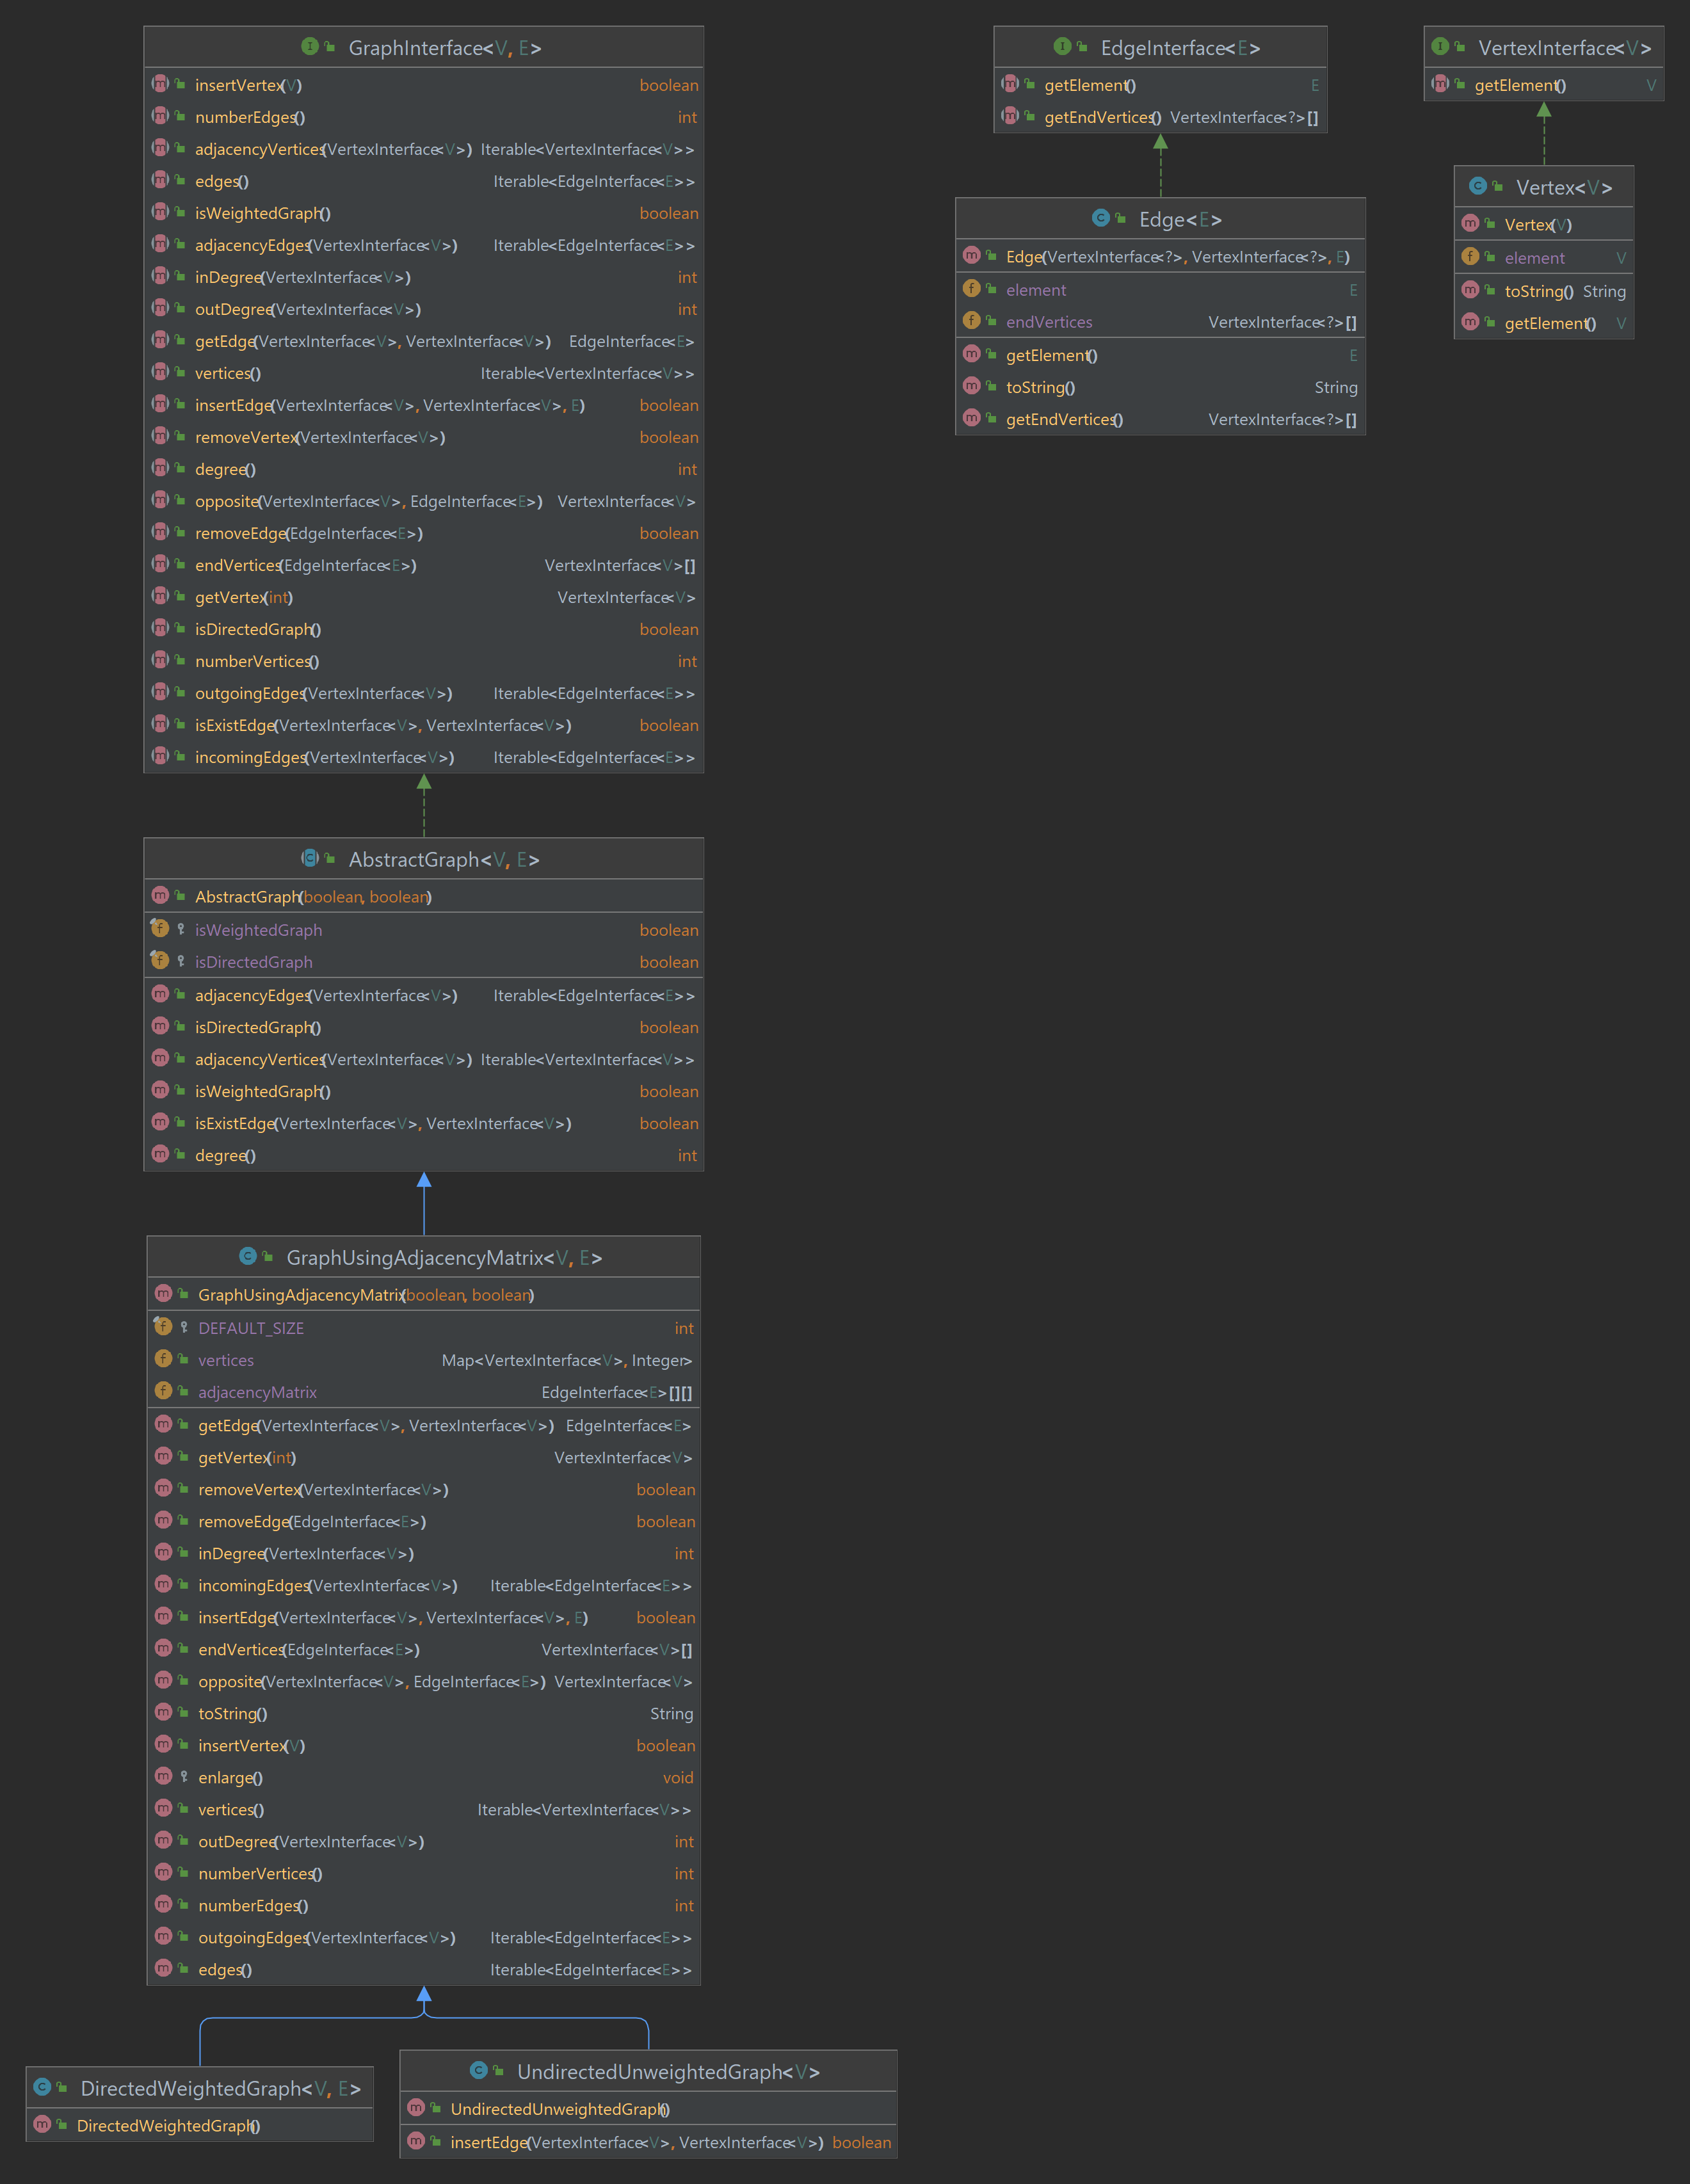 GraphInterface<V, E>
insertVertex(V) boolean
numberEdges() int
adjacencyVertices(VertexInterface<V>) Iterable<VertexInterface<V>>
edges() Iterable<EdgeInterface<E>>
isWeightedGraph() boolean
adjacencyEdges(VertexInterface<V>) Iterable<EdgeInterface<E>>
inDegree(VertexInterface<V>) int
outDegree(VertexInterface<V>) int
getEdge(VertexInterface<V>, VertexInterface<V>) EdgeInterface<E>
vertices() Iterable<VertexInterface<V>>
insertEdge(VertexInterface<V>, VertexInterface<V>, E) boolean
removeVertex(VertexInterface<V>) boolean
degree() int
opposite(VertexInterface<V>, EdgeInterface<E>) VertexInterface<V>
removeEdge(EdgeInterface<E>) boolean
endVertices(EdgeInterface<E>) VertexInterface<V>[]
getVertex(int) VertexInterface<V>
isDirectedGraph() boolean
numberVertices() int
outgoingEdges(VertexInterface<V>) Iterable<EdgeInterface<E>>
isExistEdge(VertexInterface<V>, VertexInterface<V>) boolean
incomingEdges(VertexInterface<V>) Iterable<EdgeInterface<E>>
EdgeInterface<E>
getElement() E
getEndVertices() VertexInterface<?>[]
VertexInterface<V>
getElement() V
Edge<E>
Edge(VertexInterface<?>, VertexInterface<?>, E)
element E
endVertices VertexInterface<?>[]
getElement() E
toString() String
getEndVertices() VertexInterface<?>[]
Vertex<V>
Vertex(V)
element V
toString() String
getElement() V
AbstractGraph<V, E>
AbstractGraph(boolean, boolean)
isWeightedGraph boolean
isDirectedGraph boolean
adjacencyEdges(VertexInterface<V>) Iterable<EdgeInterface<E>>
isDirectedGraph() boolean
adjacencyVertices(VertexInterface<V>) Iterable<VertexInterface<V>>
isWeightedGraph() boolean
isExistEdge(VertexInterface<V>, VertexInterface<V>) boolean
degree() int
GraphUsingAdjacencyMatrix<V, E>
GraphUsingAdjacencyMatrix(boolean, boolean)
DEFAULT_SIZE int
vertices Map<VertexInterface<V>, Integer>
adjacencyMatrix EdgeInterface<E>[][]
getEdge(VertexInterface<V>, VertexInterface<V>) EdgeInterface<E>
getVertex(int) VertexInterface<V>
removeVertex(VertexInterface<V>) boolean
removeEdge(EdgeInterface<E>) boolean
inDegree(VertexInterface<V>) int
incomingEdges(VertexInterface<V>) Iterable<EdgeInterface<E>>
insertEdge(VertexInterface<V>, VertexInterface<V>, E) boolean
endVertices(EdgeInterface<E>) VertexInterface<V>[]
opposite(VertexInterface<V>, EdgeInterface<E>) VertexInterface<V>
toString() String
insertVertex(V) boolean
enlarge() void
vertices() Iterable<VertexInterface<V>>
outDegree(VertexInterface<V>) int
numberVertices() int
numberEdges() int
outgoingEdges(VertexInterface<V>) Iterable<EdgeInterface<E>>
edges() Iterable<EdgeInterface<E>>
DirectedWeightedGraph<V, E>
DirectedWeightedGraph()
UndirectedUnweightedGraph<V>
UndirectedUnweightedGraph()
insertEdge(VertexInterface<V>, VertexInterface<V>) boolean